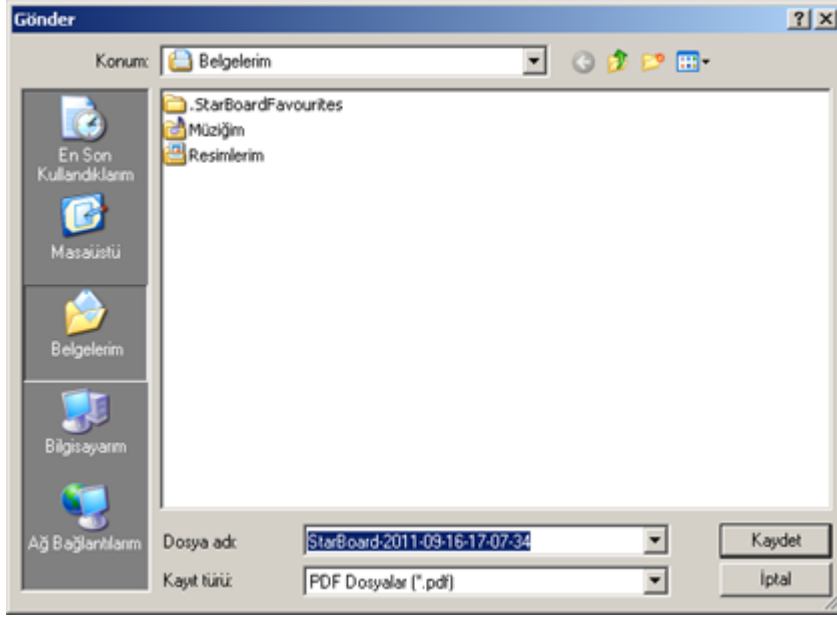 Gönder
Konum: Belgelerim
.StarBoardFavourites
Müziğim
Resimlerim
En Son
Kullandıklarım
Masaüstü
Belgelerim
Bilgisayarım
Ağ Bağlantılarım
Dosya adı: StarBoard-2011-09-16-17-07-34 Kaydet
Kayıt türü: PDF Dosyalar (*.pdf) İptal